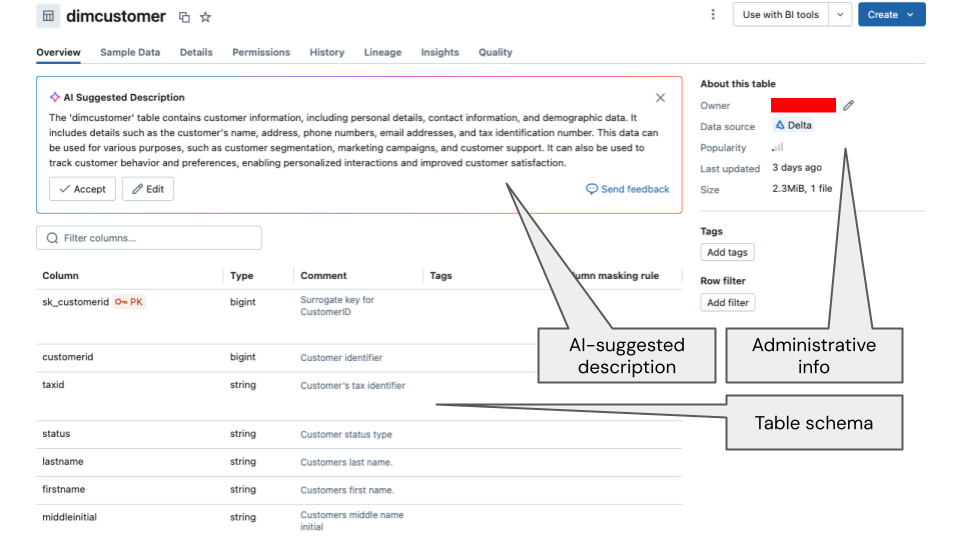 dimcustomer
Use with BI tools
Create
Overview Sample Data Details Permissions History Lineage Insights Quality
AI Suggested Description
The 'dimcustomer' table contains customer information, including personal details, contact information, and demographic data. It
includes details such as the customer's name, address, phone numbers, email addresses, and tax identification number. This data can
be used for various purposes, such as customer segmentation, marketing campaigns, and customer support. It can also be used to
track customer behavior and preferences, enabling personalized interactions and improved customer satisfaction.
Accept
Edit
Send feedback
About this table
Owner
Data source Delta
Popularity
Last updated 3 days ago
Size 2.3MiB, 1 file
Tags
Add tags
Row filter
Add filter
Filter columns...
Column Type Comment Tags umn masking rule
sk_customerid PK bigint Surrogate key for
CustomerID
customerid bigint Customer identifier
taxid string Customer's tax identifier
status string Customer status type
lastname string Customers last name.
firstname string Customers first name.
middleinitial string Customers middle name
initial
AI-suggested
description
Administrative
info
Table schema